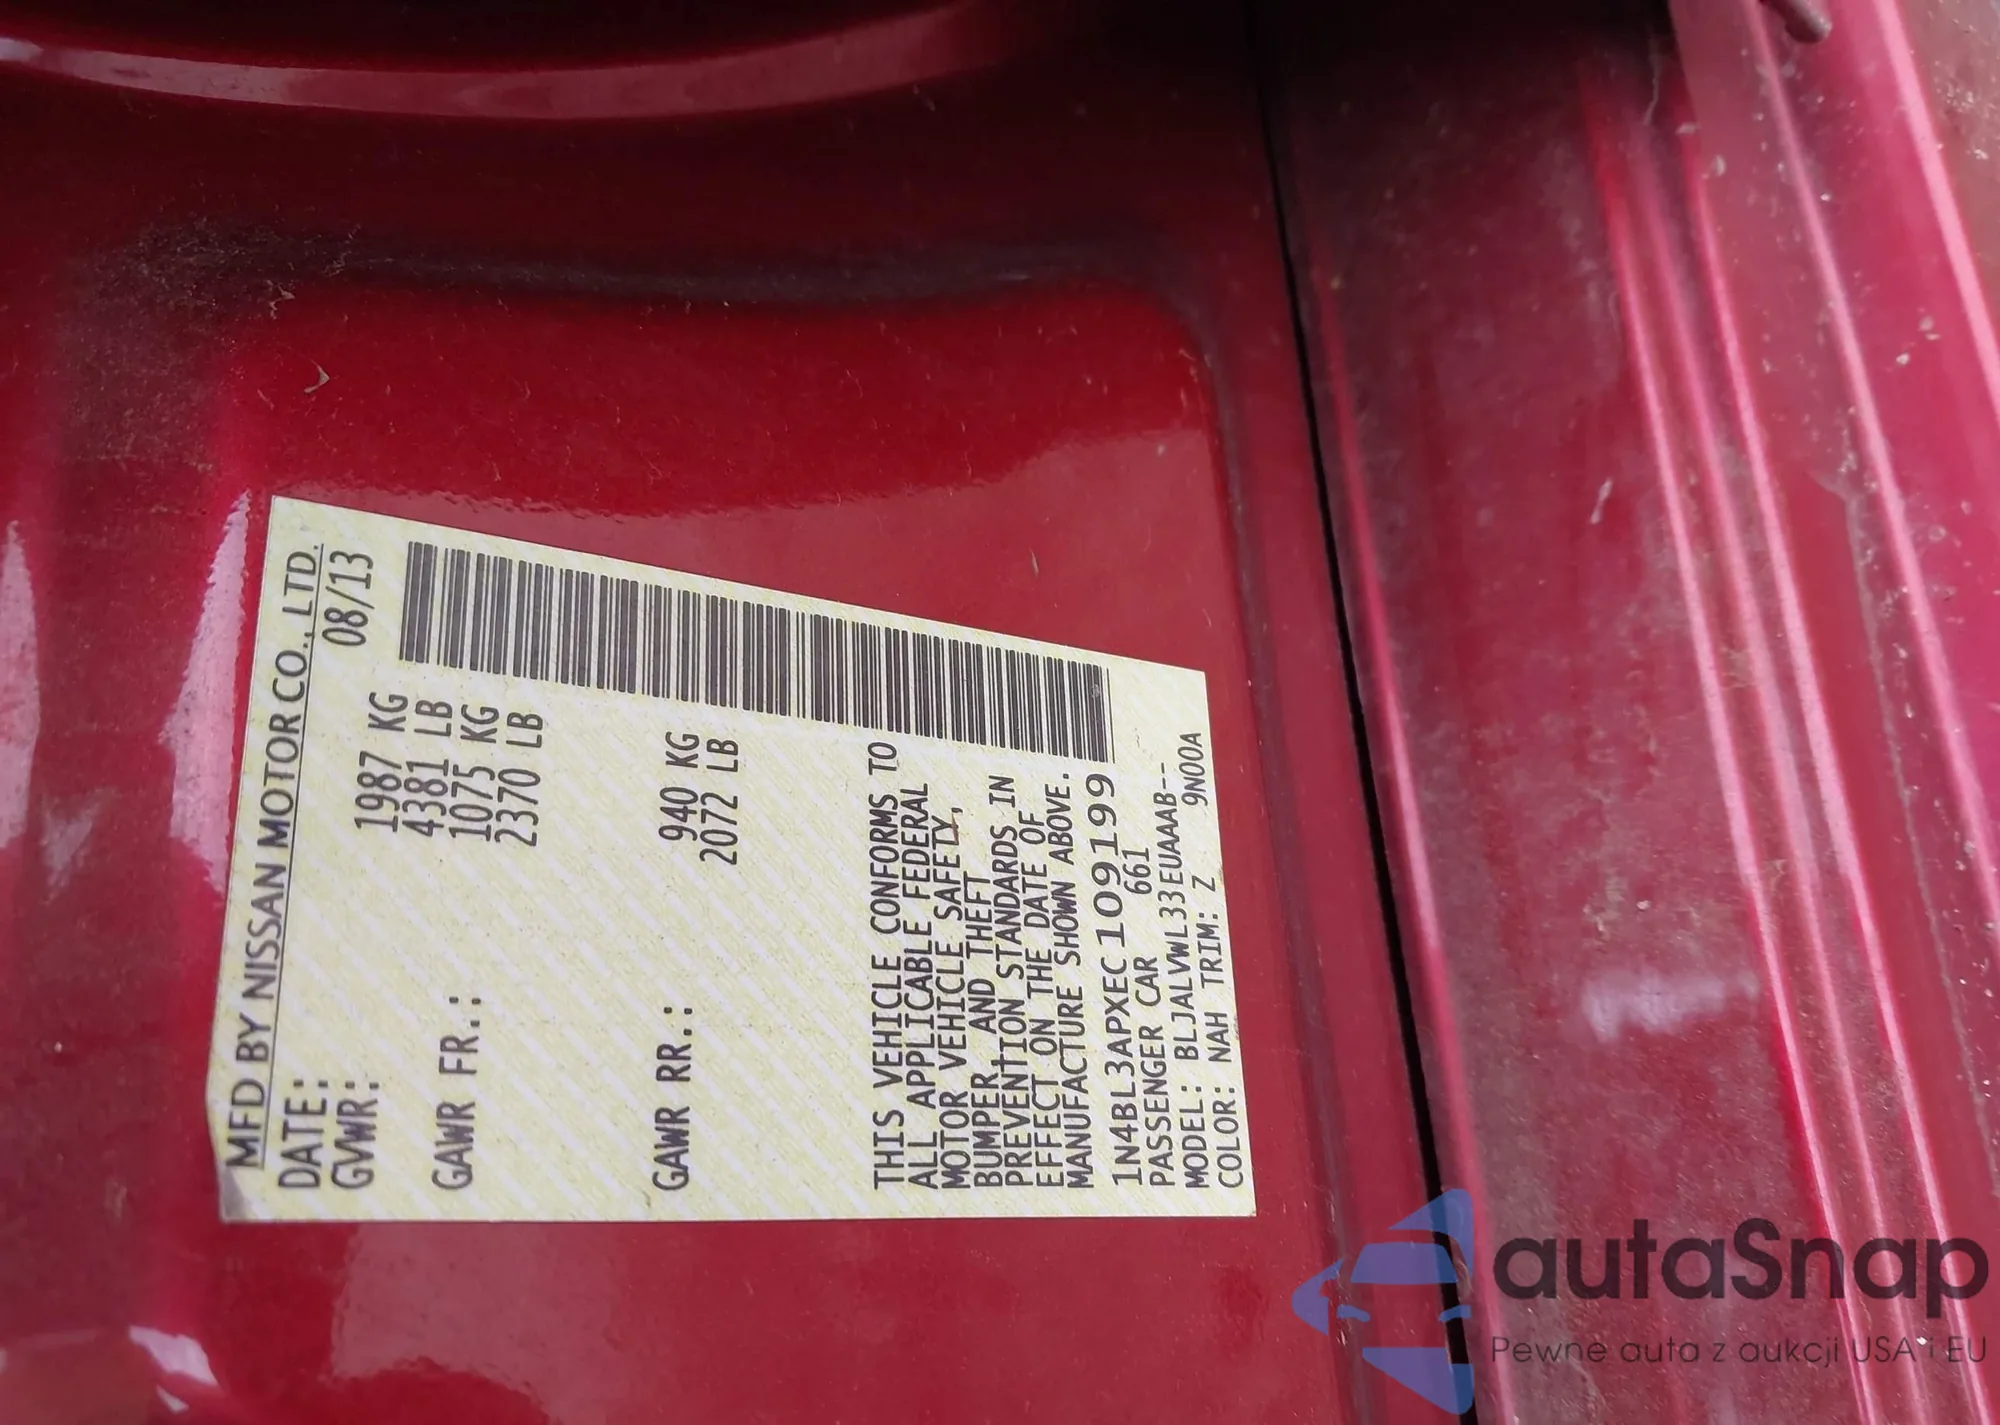 MFD BY NISSAN MOTOR CO., LTD.
DATE: 08/13
GVWR: 1987 KG
4381 LB
GAWR FR.: 1075 KG
2370 LB
GAWR RR.: 940 KG
2072 LB
THIS VEHICLE CONFORMS TO
ALL APPLICABLE FEDERAL
MOTOR VEHICLE SAFETY,
BUMPER, AND THEFT
PREVENTION STANDARDS IN
EFFECT ON THE DATE OF
MANUFACTURE SHOWN ABOVE.
1N4BL3APXEC109199
PASSENGER CAR 661
MODEL: BLJALVWL33EUAAAB--
COLOR: NAH TRIM: Z 9N00A
autaSnap
Pewne auta z aukcji USA i EU